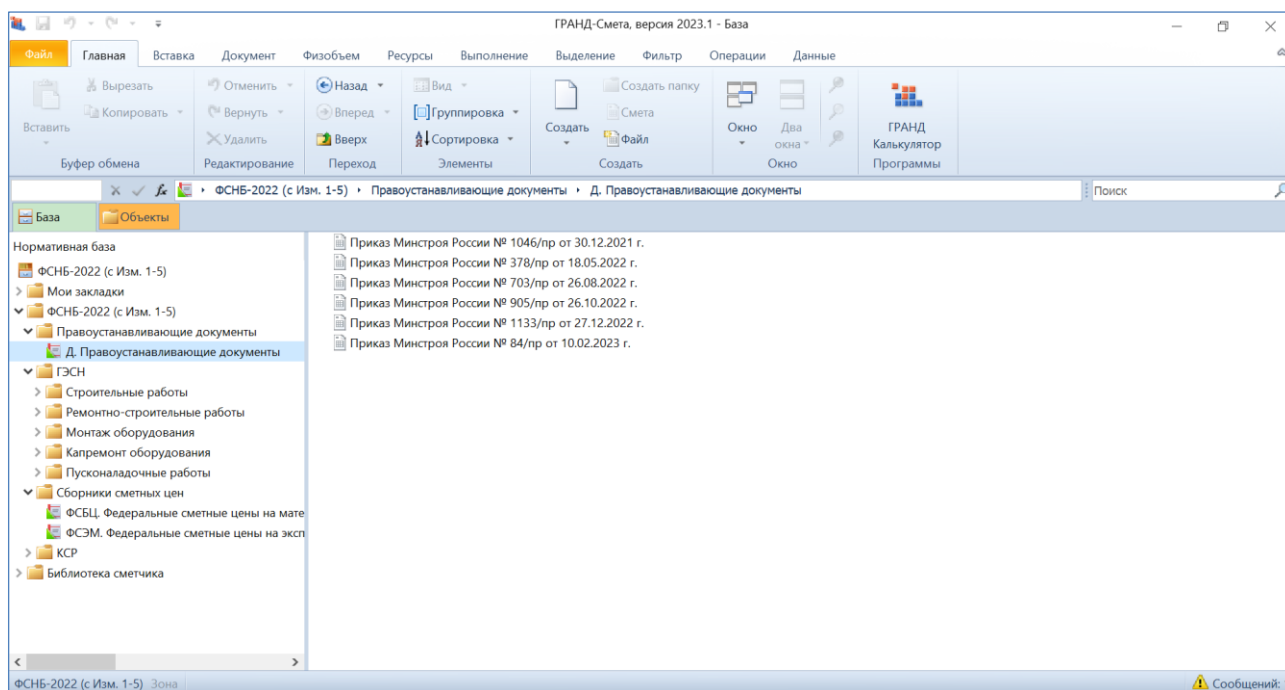 ГРАНД-Смета, версия 2023.1 - База
Файл Главная Вставка Документ Физобъем Ресурсы Выполнение Выделение Фильтр Операции Данные
Вставить
Вырезать
Копировать
Буфер обмена
Отменить
Вернуть
Удалить
Редактирование
Назад
Вперед
Вверх
Переход
Вид
Группировка
Сортировка
Элементы
Создать
Создать папку
Смета
Файл
Создать
Окно
Два
окна
Окно
ГРАНД
Калькулятор
Программы
fx ФСНБ-2022 (с Изм. 1-5) Правоустанавливающие документы Д. Правоустанавливающие документы Поиск
База Объекты
Нормативная база
ФСНБ-2022 (с Изм. 1-5)
Мои закладки
ФСНБ-2022 (с Изм. 1-5)
Правоустанавливающие документы
Д. Правоустанавливающие документы
ГЭСН
Строительные работы
Ремонтно-строительные работы
Монтаж оборудования
Капремонт оборудования
Пусконаладочные работы
Сборники сметных цен
ФСБЦ. Федеральные сметные цены на мате
ФСЭМ. Федеральные сметные цены на эксп
КСР
Библиотека сметчика
Приказ Минстроя России № 1046/пр от 30.12.2021 г.
Приказ Минстроя России № 378/пр от 18.05.2022 г.
Приказ Минстроя России № 703/пр от 26.08.2022 г.
Приказ Минстроя России № 905/пр от 26.10.2022 г.
Приказ Минстроя России № 1133/пр от 27.12.2022 г.
Приказ Минстроя России № 84/пр от 10.02.2023 г.
ФСНБ-2022 (с Изм. 1-5) Зона
Сообщений: